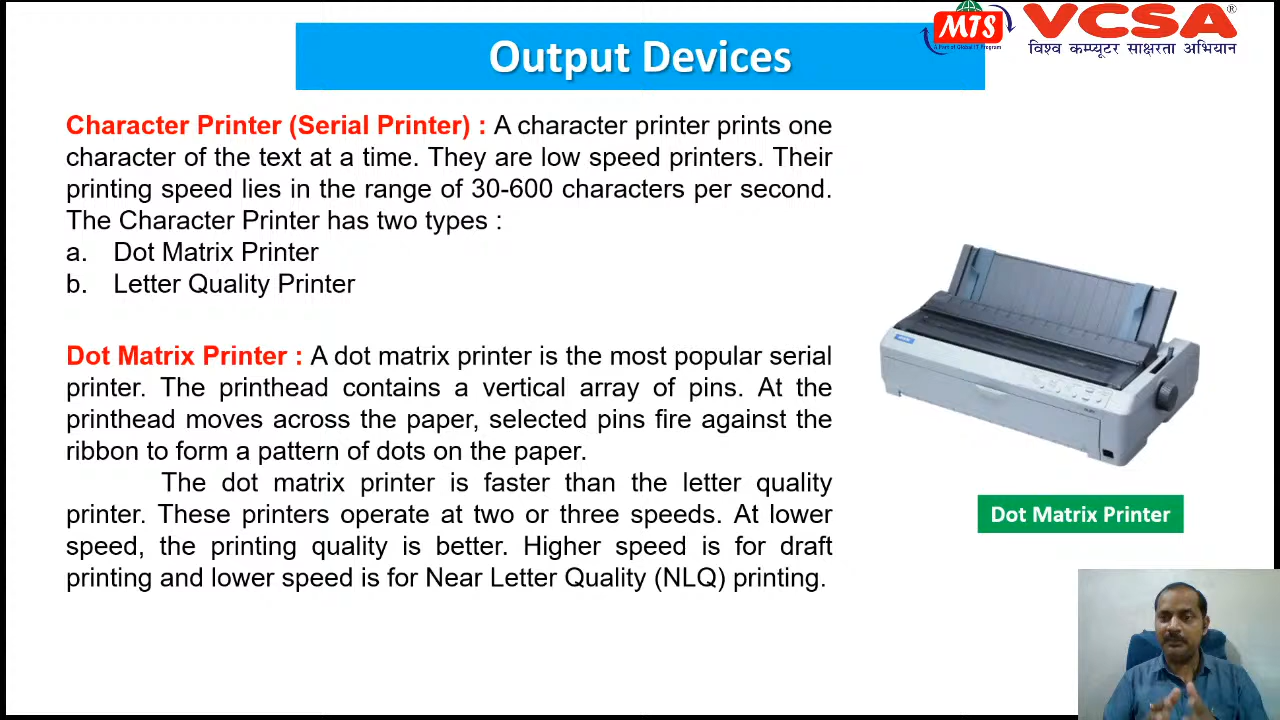 MTS
A Part of Global IT Program
VCSA®
विश्व कम्प्यूटर साक्षरता अभियान
Output Devices
Character Printer (Serial Printer) : A character printer prints one
character of the text at a time. They are low speed printers. Their
printing speed lies in the range of 30-600 characters per second.
The Character Printer has two types :
a. Dot Matrix Printer
b. Letter Quality Printer
Dot Matrix Printer : A dot matrix printer is the most popular serial
printer. The printhead contains a vertical array of pins. At the
printhead moves across the paper, selected pins fire against the
ribbon to form a pattern of dots on the paper.
The dot matrix printer is faster than the letter quality
printer. These printers operate at two or three speeds. At lower
speed, the printing quality is better. Higher speed is for draft
printing and lower speed is for Near Letter Quality (NLQ) printing.
Dot Matrix Printer